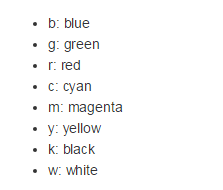 • b: blue
• g: green
• r: red
• c: cyan
• m: magenta
• y: yellow
• k: black
• w: white